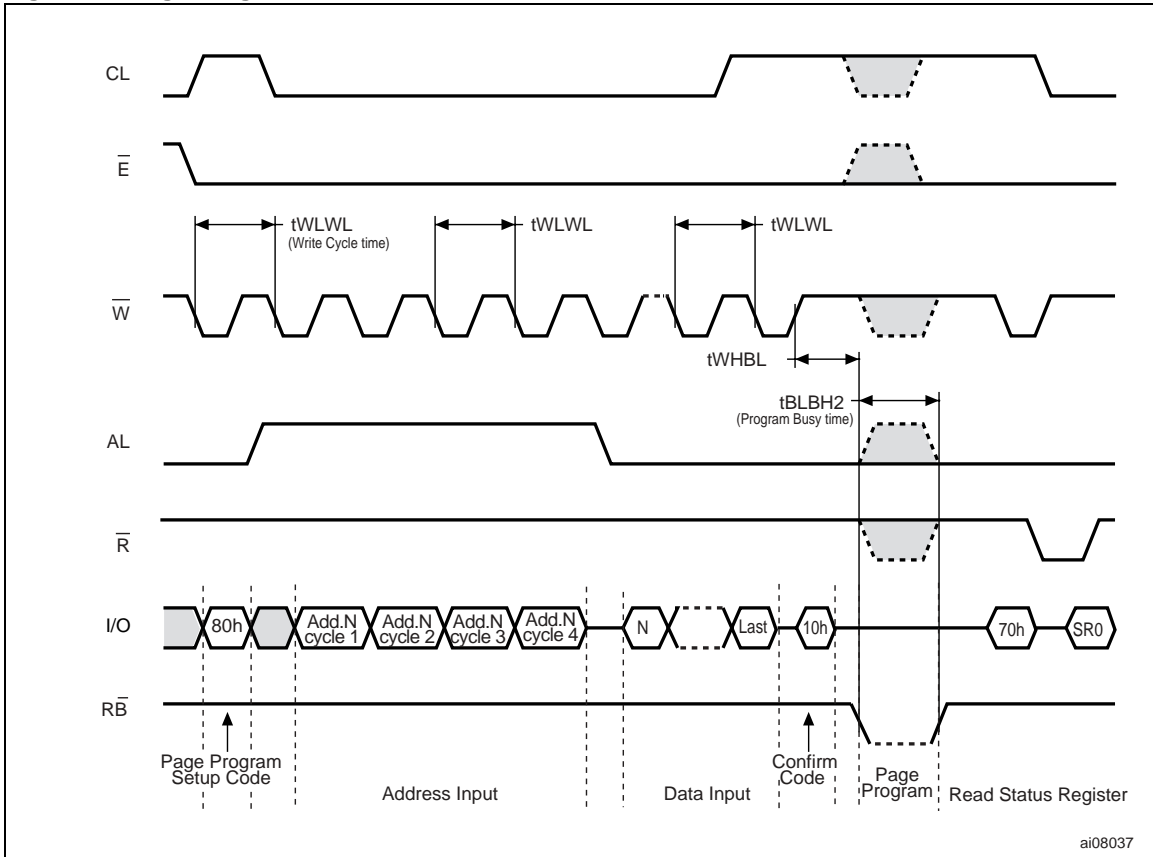 CL
E
tWLWL
(Write Cycle time)
tWLWL
tWLWL
W
tWHBL
tBLBH2
(Program Busy time)
AL
R
I/O
80h
Add.N
cycle 1
Add.N
cycle 2
Add.N
cycle 3
Add.N
cycle 4
N
Last
10h
70h
SR0
RB
Page Program
Setup Code
Address Input
Data Input
Confirm
Code
Page
Program
Read Status Register
ai08037